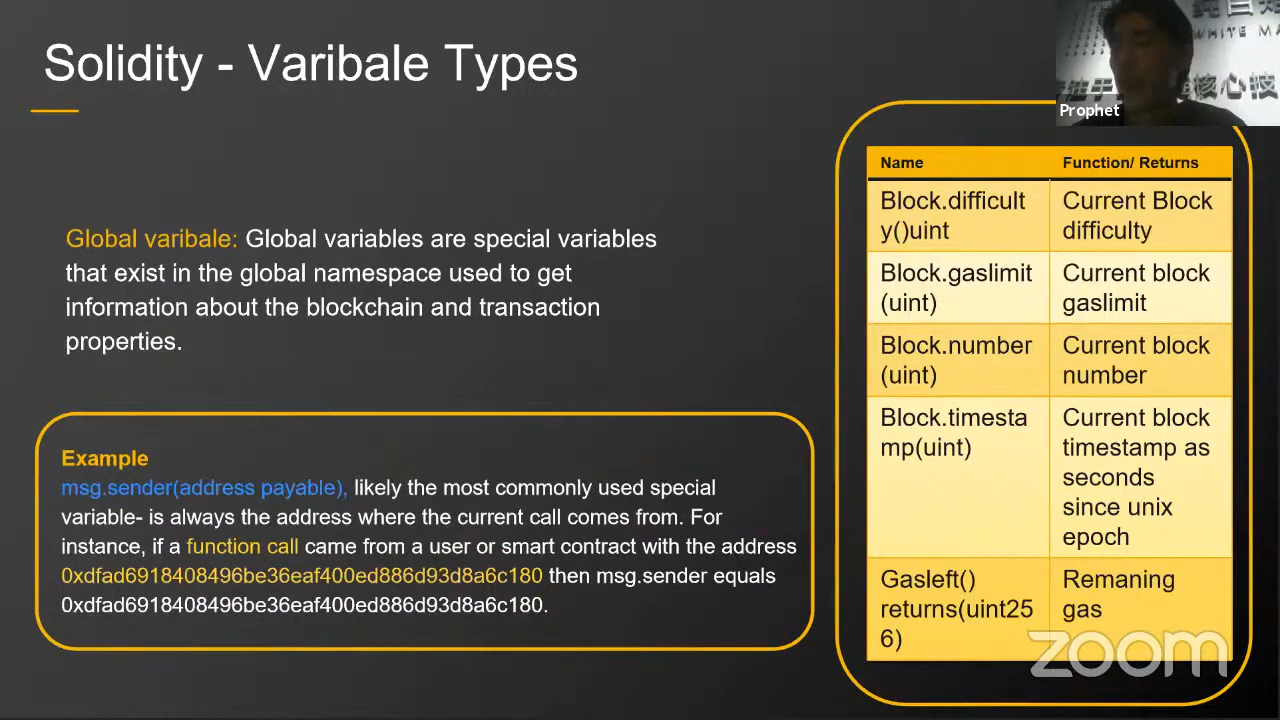 Solidity - Varibale Types
Global varibale: Global variables are special variables
that exist in the global namespace used to get
information about the blockchain and transaction
properties.
Example
msg.sender(address payable), likely the most commonly used special
variable- is always the address where the current call comes from. For
instance, if a function call came from a user or smart contract with the address
0xdfad6918408496be36eaf400ed886d93d8a6c180 then msg.sender equals
0xdfad6918408496be36eaf400ed886d93d8a6c180.
WHITE MA
核心技
Prophet
Name
Function/ Returns
Block.difficult
y()uint
Current Block
difficulty
Block.gaslimit
(uint)
Current block
gaslimit
Block.number
(uint)
Current block
number
Block.timesta
mp(uint)
Current block
timestamp as
seconds
since unix
epoch
Gasleft()
returns(uint25
6)
Remaning
gas
zoom